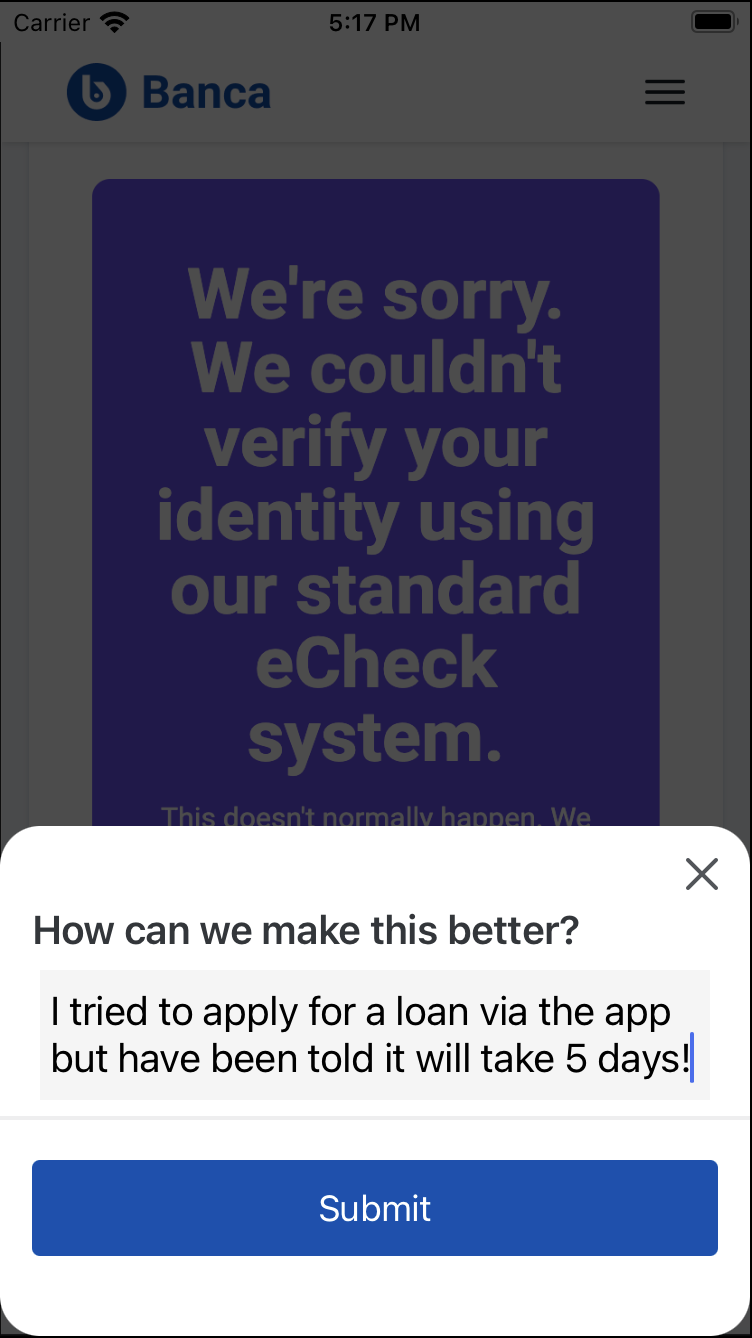 Carrier
5:17 PM
Banca
We're sorry.
We couldn't
verify your
identity using
our standard
eCheck
system.
This doesn't normally happen. We
How can we make this better?
I tried to apply for a loan via the app
but have been told it will take 5 days!
Submit